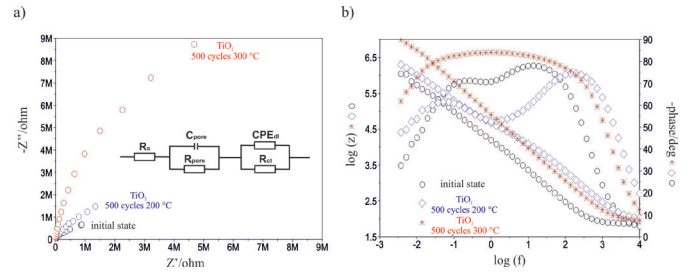 a)
b)
9M
8M
7M
6M
5M
4M
3M
2M
1M
0
-Z''/ohm
TiO2
500 cycles 300 °C
Rs
Cpore
Rpore
CPEdl
Rct
TiO2
500 cycles 200 °C
initial state
0 1M 2M 3M 4M 5M 6M 7M 8M 9M
Z'/ohm
6.5
5.5
4.5
3.5
2.5
1.5
log (z)
90
80
70
60
50
40
30
20
10
0
-phase/deg
initial state
TiO2
500 cycles 200 °C
TiO2
500 cycles 300 °C
-3 -2 -1 0 1 2 3 4
log (f)